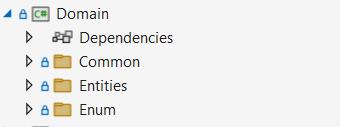 C# Domain
Dependencies
Common
Entities
Enum